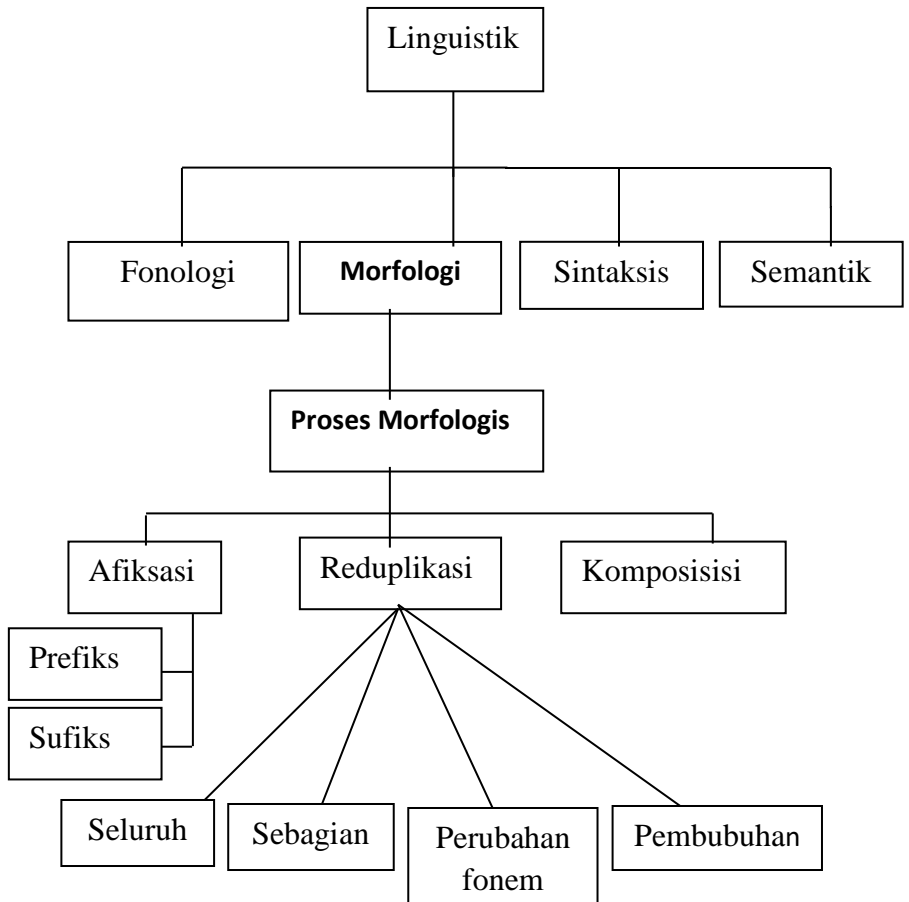 Linguistik
Fonologi
Morfologi
Sintaksis
Semantik
Proses Morfologis
Afiksasi
Reduplikasi
Komposisisi
Prefiks
Sufiks
Seluruh
Sebagian
Perubahan
fonem
Pembubuhan